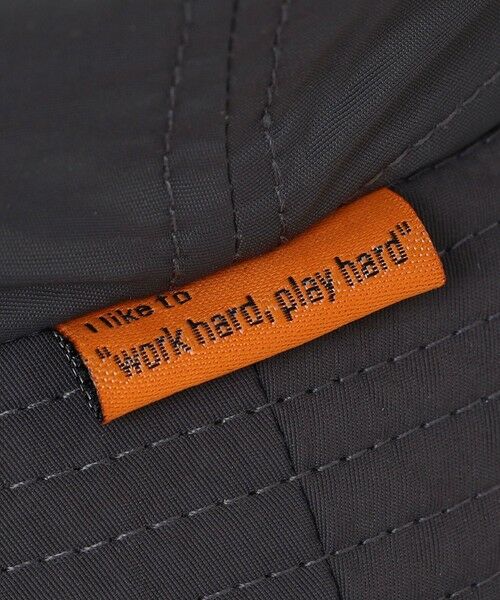 I like to
"work hard, play hard"